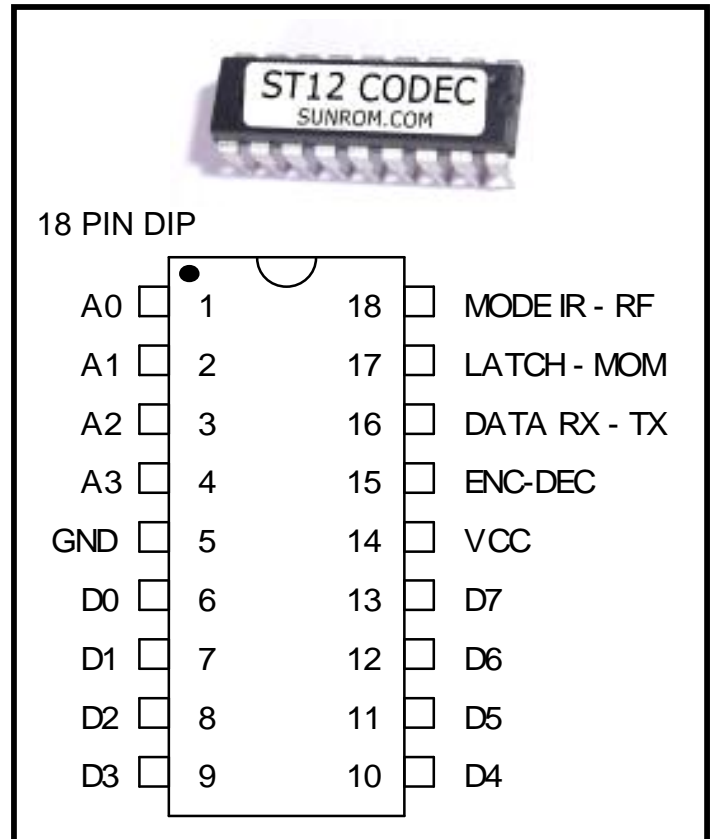 ST12 CODEC
SUNROM.COM
18 PIN DIP
A0 1 18 MODE IR - RF
A1 2 17 LATCH - MOM
A2 3 16 DATA RX - TX
A3 4 15 ENC-DEC
GND 5 14 VCC
D0 6 13 D7
D1 7 12 D6
D2 8 11 D5
D3 9 10 D4